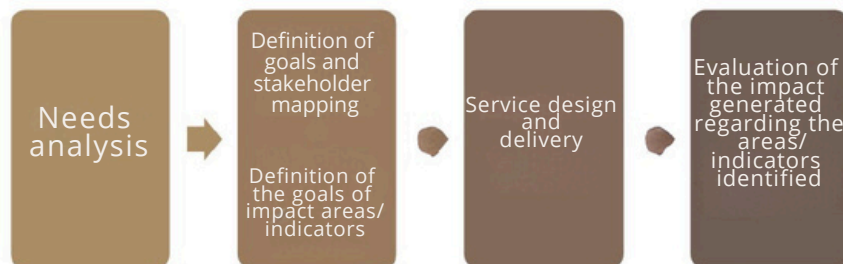 Needs
analysis
Definition of
goals and
stakeholder
mapping
Definition of
the goals of
impact areas/
indicators
Service design
and
delivery
Evaluation of
the impact
generated
regarding the
areas/
indicators
identified